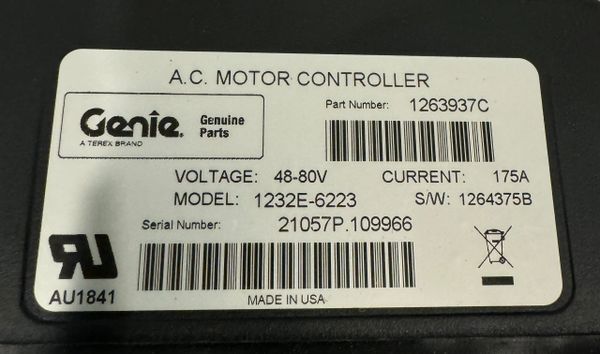 A.C. MOTOR CONTROLLER
Genie. Genuine Parts
A TEREX BRAND
Part Number: 1263937C
VOLTAGE: 48-80V CURRENT: 175A
MODEL: 1232E-6223 S/W: 1264375B
Serial Number: 21057P.109966
RU
AU1841
MADE IN USA